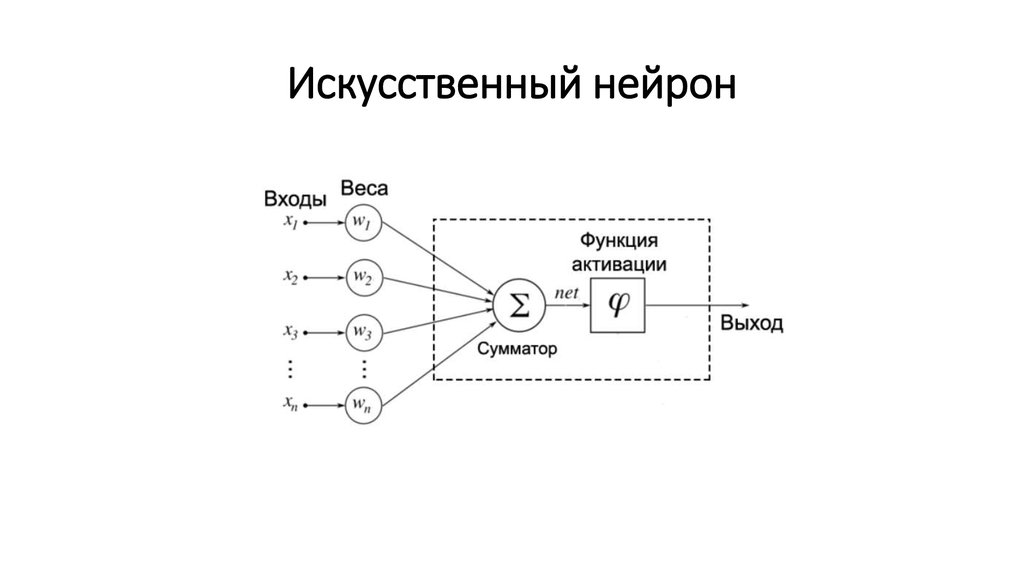 Искусственный нейрон
Входы
Веса
x1
w1
x2
w2
x3
w3
xn
wn
Σ
Сумматор
net
Функция
активации
φ
Выход